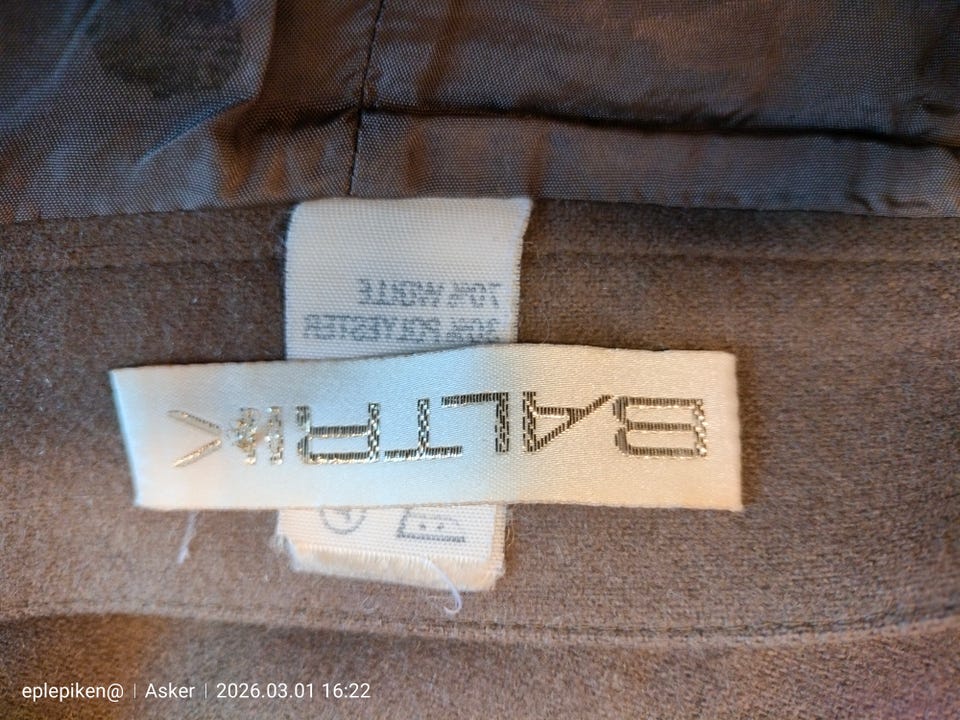 70% WOLLE
30% POLYESTER
BALTRIK
eplepiken@ | Asker | 2026.03.01 16:22